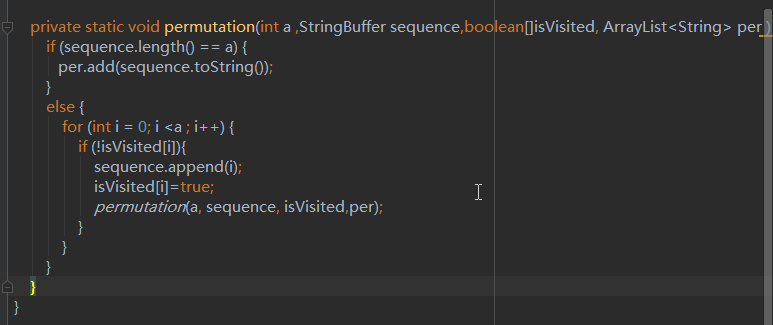 private static void permutation(int a ,StringBuffer sequence,boolean[]isVisited, ArrayList<String> per )
if (sequence.length() == a) {
per.add(sequence.toString());
}
else {
for (int i = 0; i <a ; i++) {
if (!isVisited[i]){
sequence.append(i);
isVisited[i]=true;
permutation(a, sequence, isVisited,per);
}
}
}
}
}